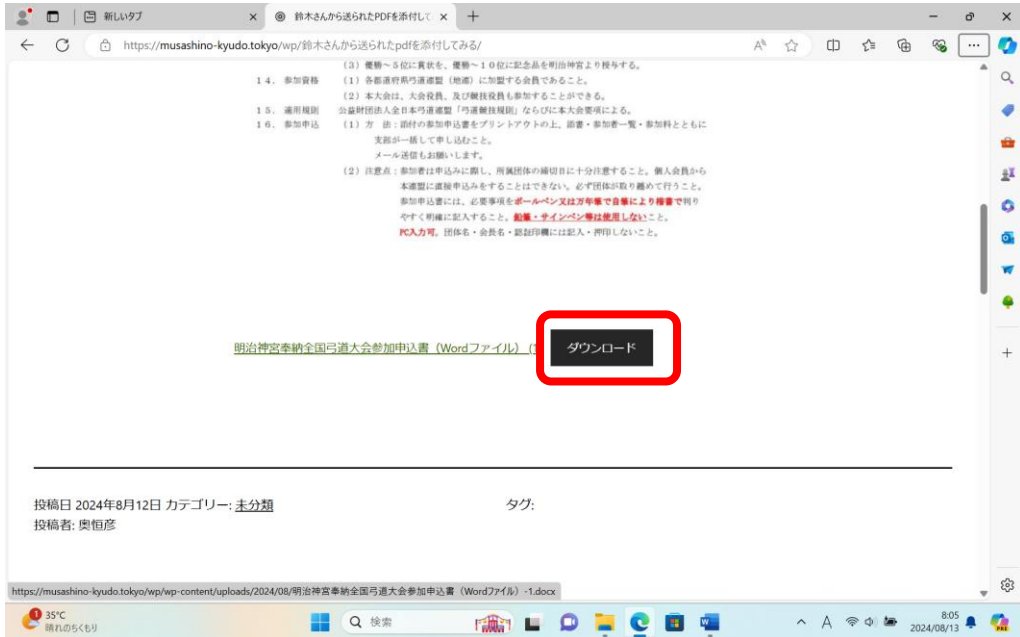 新しいタブ
鈴木さんから送られたPDFを添付して
https://musashino-kyudo.tokyo/wp/鈴木さんから送られたpdfを添付してみる/
（3）優勝～5位に賞状を、優勝～10位に記念品を明治神宮より授与する。
14．参加資格 （1）各都道府県弓道連盟（地連）に加盟する会員であること。
（2）本大会は、大会役員、及び競技役員も参加することができる。
15．適用規則 公益財団法人全日本弓道連盟「弓道競技規則」ならびに本大会要項による。
16．参加申込 （1）方 法：添付の参加申込書をプリントアウトの上、添書・参加者一覧・参加料とともに
支部が一括して申し込むこと。
メール送信もお願いします。
（2）注意点：参加者は申込みに際し、所属団体の締切日に十分注意すること。個人会員から
本連盟に直接申込みをすることはできない。必ず団体が取り纏めて行うこと。
参加申込書には、必要事項をボールペン又は万年筆で自筆により楷書で判り
やすく明確に記入すること。鉛筆・サインペン等は使用しないこと。
PC入力可。団体名・会長名・認証印欄には記入・押印しないこと。
明治神宮奉納全国弓道大会参加申込書（Wordファイル）（1
ダウンロード
投稿日 2024年8月12日 カテゴリー: 未分類
タグ:
投稿者: 奥恒彦
https://musashino-kyudo.tokyo/wp/wp-content/uploads/2024/08/明治神宮奉納全国弓道大会参加申込書（Wordファイル）-1.docx
1
35°C
晴れのちくもり
検索
A
8:05
2024/08/13